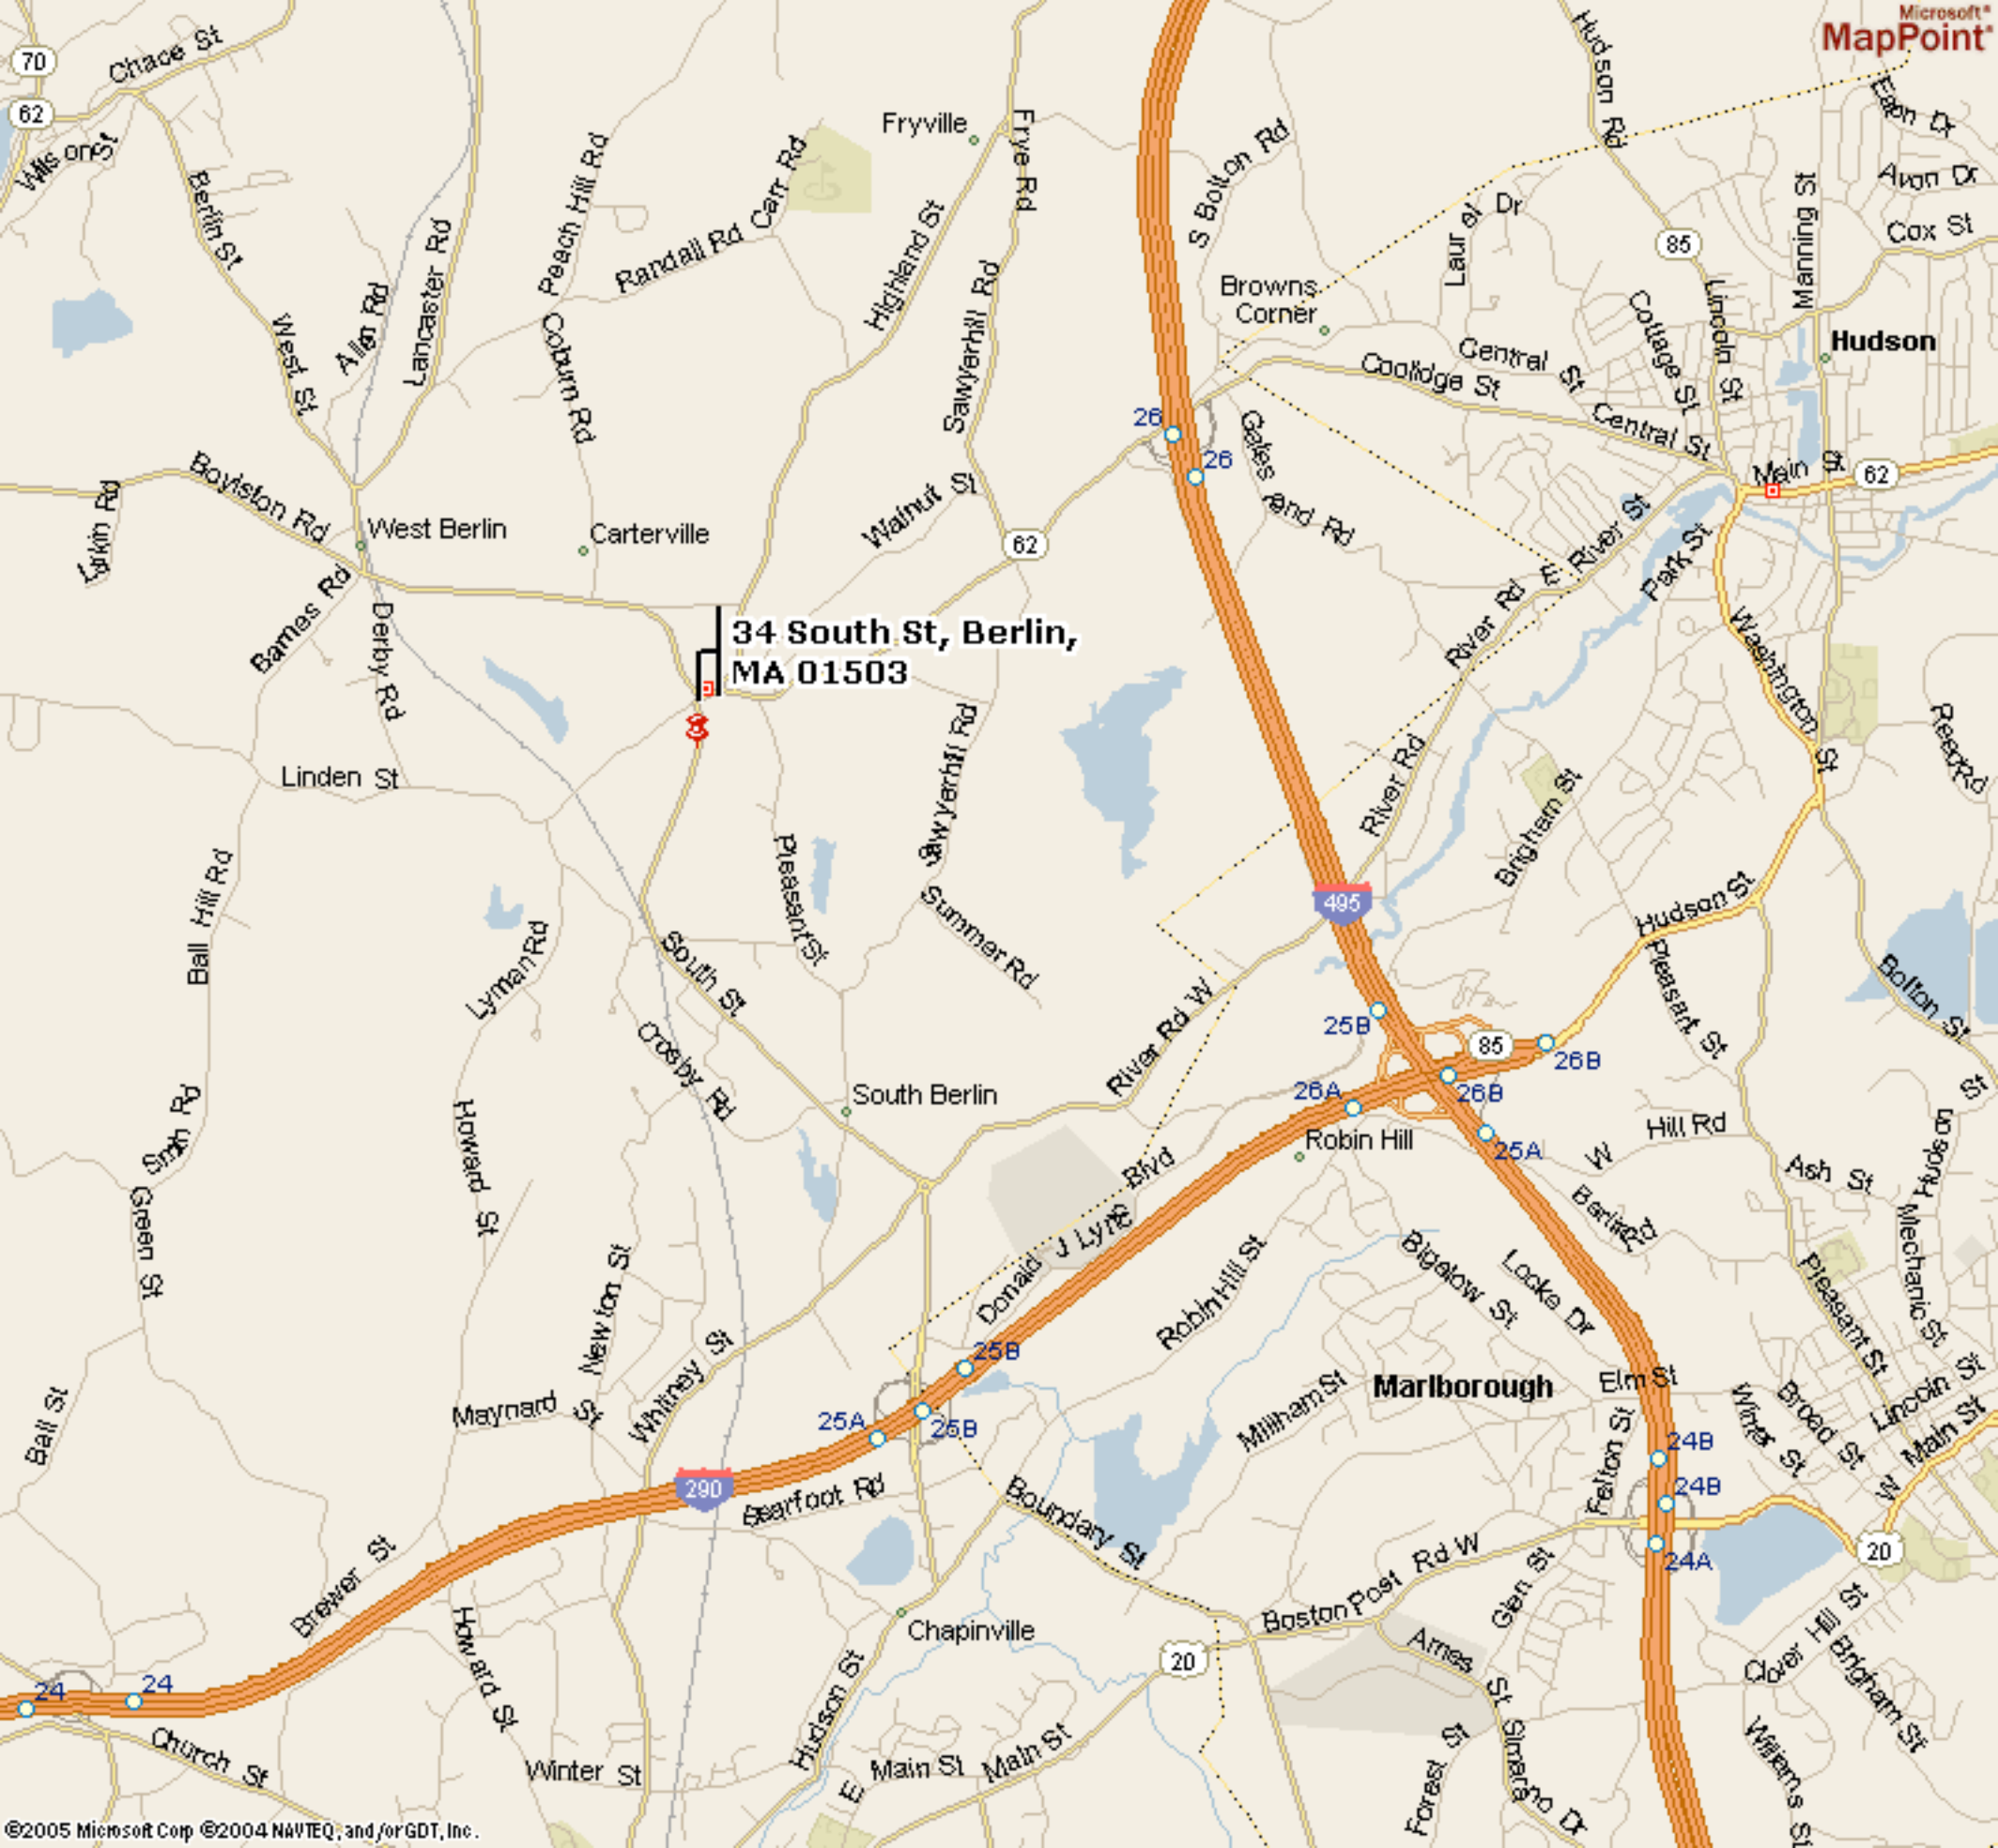 Microsoft®
MapPoint®
70
Chace St
62
Wilson St
Berlin St
West St
Allen Rd
Lancaster Rd
Peach Hill Rd
Randall Rd
Carr Rd
Coburn Rd
Fryville
Frye Rd
Highland St
Sawyerhill Rd
S Bolton Rd
Browns
Corner
Laurel Dr
Hudson Rd
85
Manning St
Eaton Dr
Avon Dr
Cox St
Lincoln St
Cottage St
Hudson
Central St
Coolidge St
Central St
Main St
62
26
26
Gates
and Rd
Walnut St
62
Boylston Rd
Larkin Rd
West Berlin
Carterville
Barnes Rd
Derby Rd
34 South St, Berlin,
MA 01503
E River St
Park St
River Rd
River Rd
Washington St
Reed Rd
Linden St
Ball Hill Rd
Pleasant St
Sawyerhill Rd
Summer Rd
Lyman Rd
South St
Crosby Rd
495
Brigham St
Hudson St
Pleasant St
Bolton St
River Rd W
25B
85
26B
26A
26B
25A
Robin Hill
W
Hill Rd
Ash St
Hudson St
South Berlin
Smith Rd
Green St
Howard St
Newton St
Donald J Lynch Blvd
Robin Hill St
Bigelow St
Locke Dr
Berlin Rd
Pleasant St
Mechanic St
Whitney St
Maynard St
Ball St
25B
25A
25B
290
Bearfoot Rd
Millham St
Marlborough
Elm St
Felton St
Winter St
Broad St
Lincoln St
W Main St
24B
24B
24A
20
Boundary St
Boston Post Rd W
Glen St
Brewer St
Howard St
Chapinville
Hudson St
20
Ames St
Clover Hill St
Brigham St
24
24
Church St
Winter St
E Main St
Main St
Forest St
Simarano Dr
Williams St
©2005 Microsoft Corp ©2004 NAVTEQ, and/or GDT, Inc.